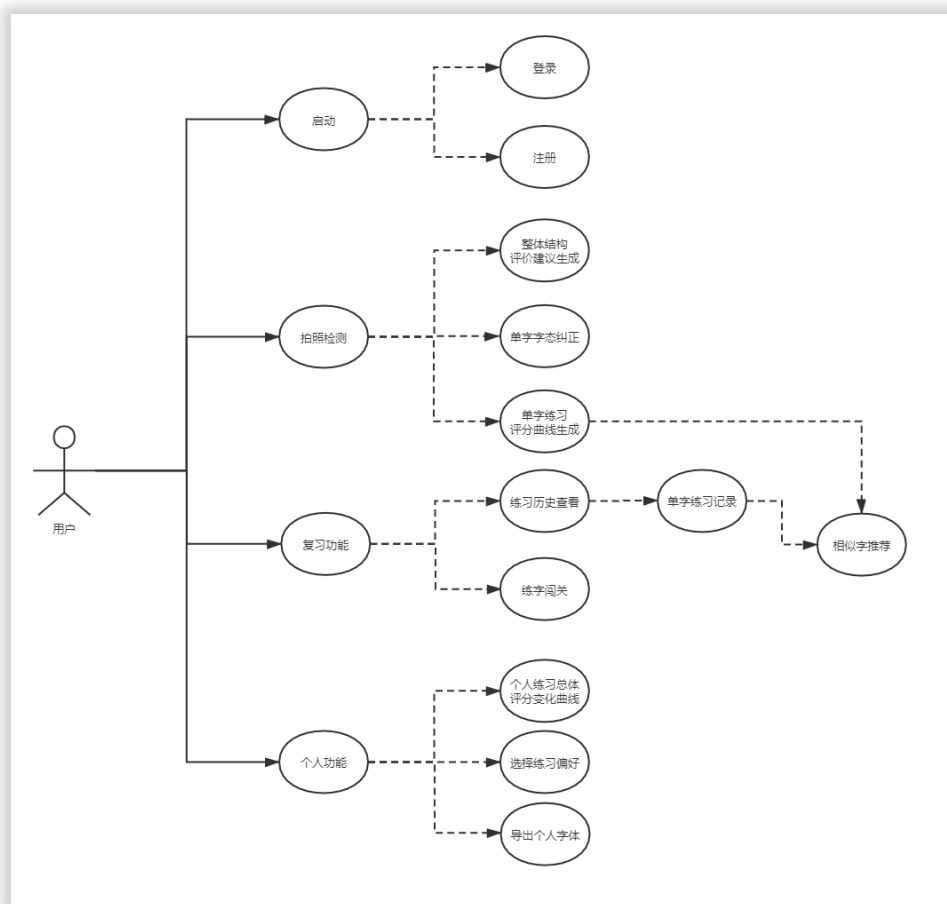 登录
启动
注册
整体结构
评价建议生成
拍照检测
单字字态纠正
单字练习
评分曲线生成
用户
复习功能
练习历史查看
单字练习记录
相似字推荐
练字闯关
个人练习总体
评分变化曲线
个人功能
选择练习偏好
导出个人字体